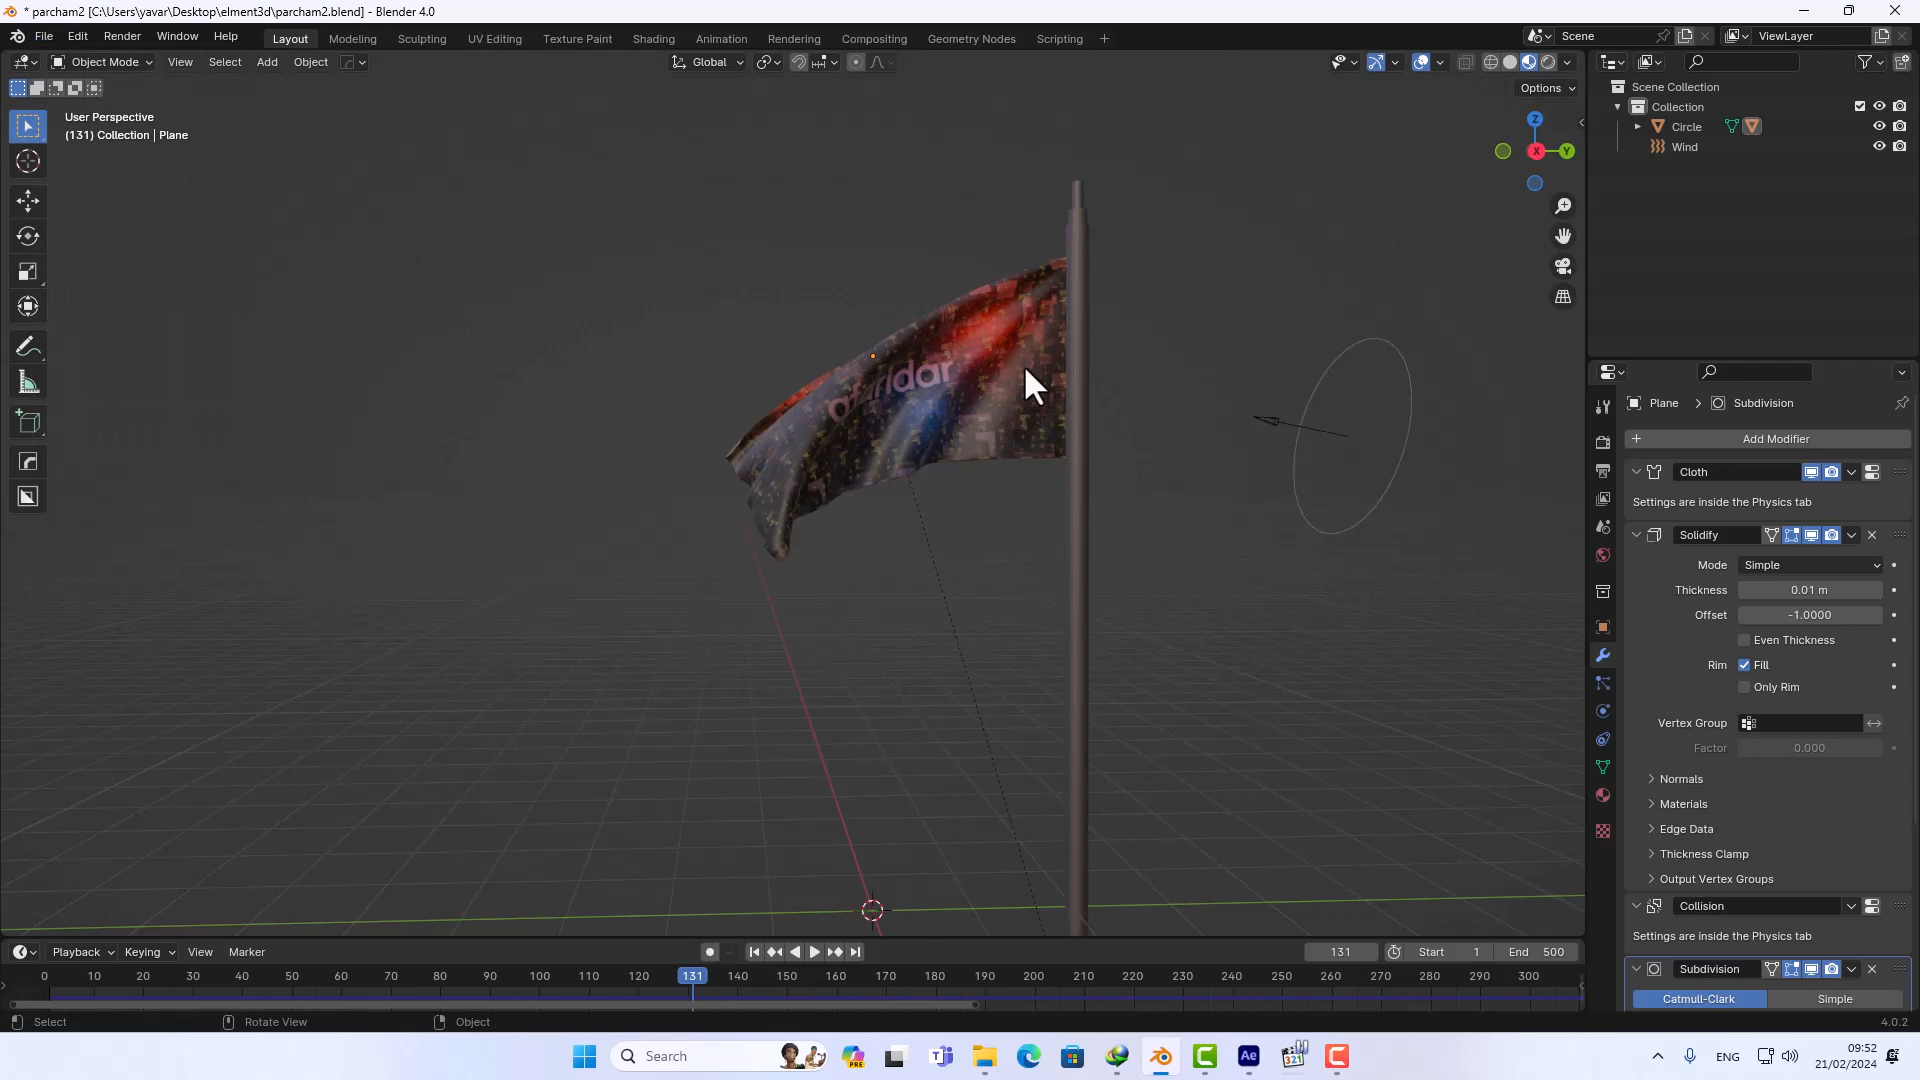 * parcham2 [C:\Users\yavar\Desktop\elment3d\parcham2.blend] - Blender 4.0
File Edit Render Window Help
Layout Modeling Sculpting UV Editing Texture Paint Shading Animation Rendering Compositing Geometry Nodes Scripting +
Scene
ViewLayer
Object Mode View Select Add Object
Global
Options
User Perspective
(131) Collection | Plane
Z
X
Y
Scene Collection
Collection
Circle
Wind
Plane > Subdivision
+ Add Modifier
Cloth
Settings are inside the Physics tab
Solidify
Mode Simple
Thickness 0.01 m
Offset -1.0000
Even Thickness
Rim Fill
Only Rim
Vertex Group
Factor 0.000
Normals
Materials
Edge Data
Thickness Clamp
Output Vertex Groups
Collision
Settings are inside the Physics tab
Subdivision
Catmull-Clark Simple
Playback Keying View Marker
131 Start 1 End 500
0 10 20 30 40 50 60 70 80 90 100 110 120 131 140 150 160 170 180 190 200 210 220 230 240 250 260 270 280 290 300
Select Rotate View Object
4.0.2
Search
PRE
Ae
321
C
C
ENG
09:52
21/02/2024